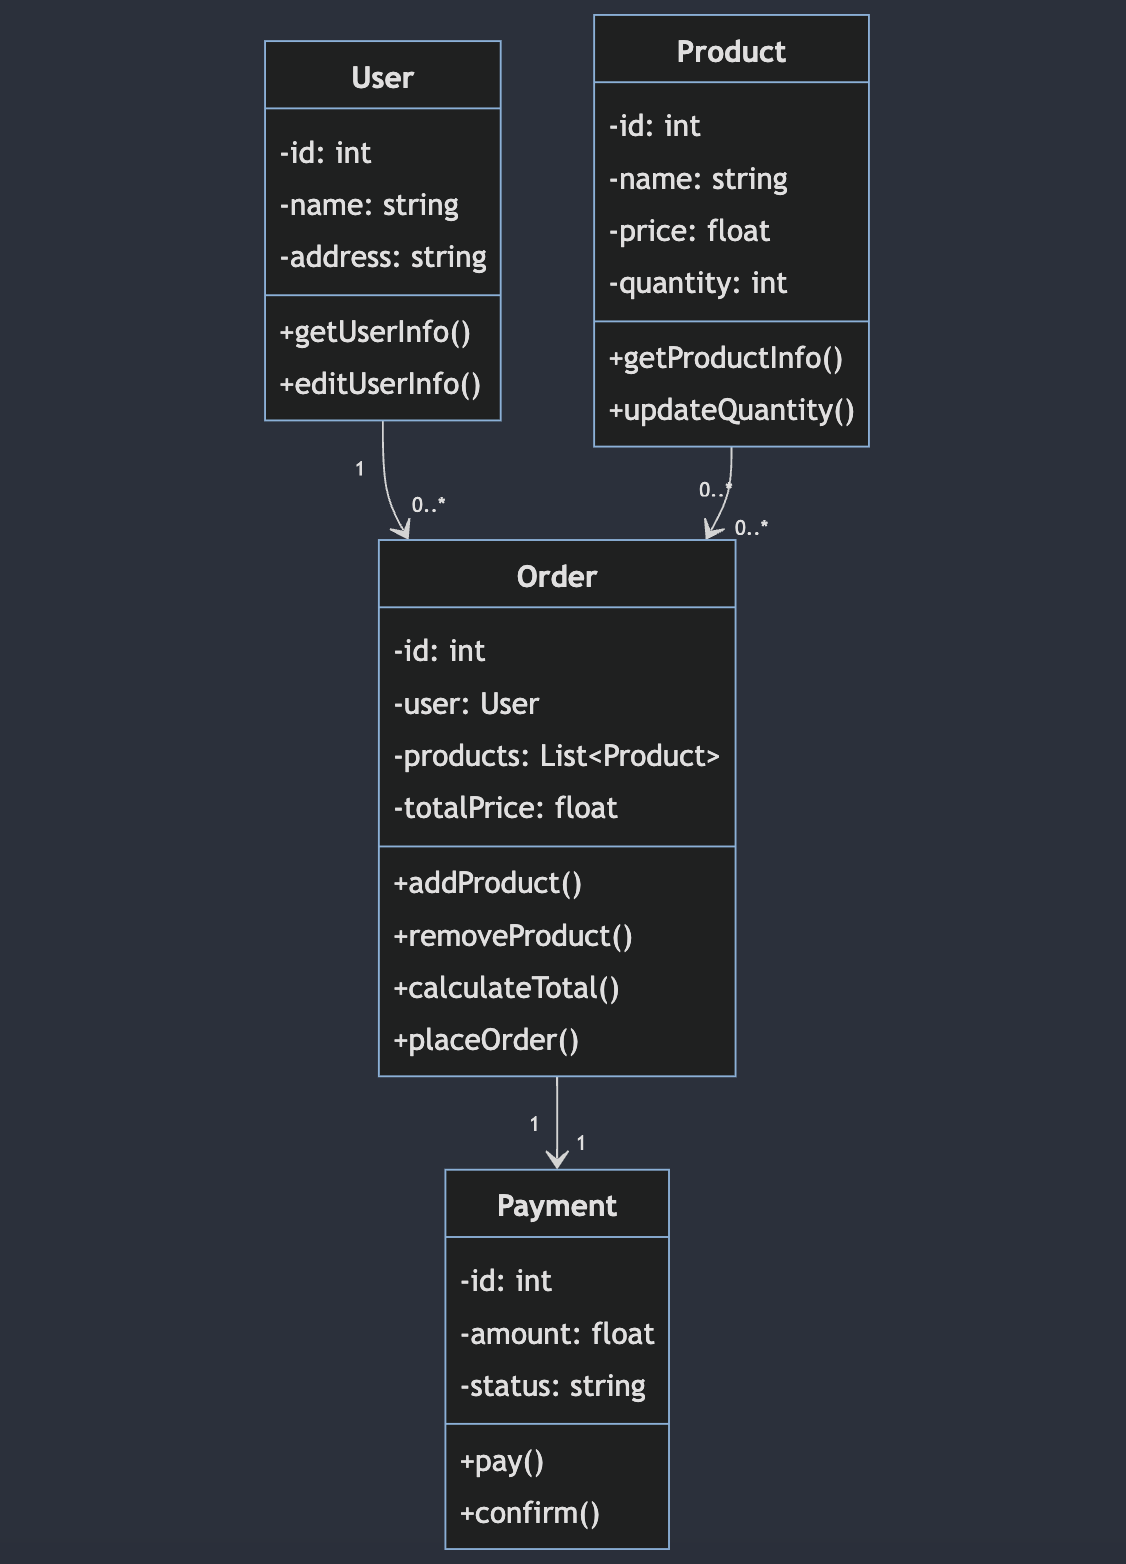 User
-id: int
-name: string
-address: string
+getUserInfo()
+editUserInfo()
Product
-id: int
-name: string
-price: float
-quantity: int
+getProductInfo()
+updateQuantity()
1
0..*
0..*
0..*
Order
-id: int
-user: User
-products: List<Product>
-totalPrice: float
+addProduct()
+removeProduct()
+calculateTotal()
+placeOrder()
1
1
Payment
-id: int
-amount: float
-status: string
+pay()
+confirm()